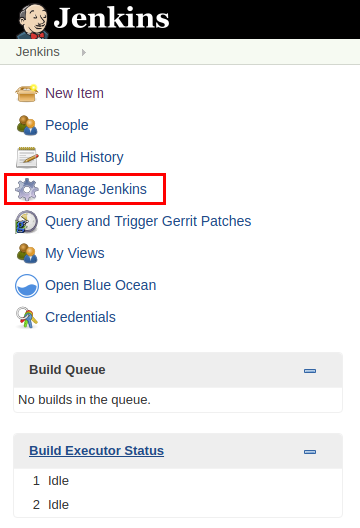 Jenkins
Jenkins
New Item
People
Build History
Manage Jenkins
Query and Trigger Gerrit Patches
My Views
Open Blue Ocean
Credentials
Build Queue
No builds in the queue.
Build Executor Status
1 Idle
2 Idle